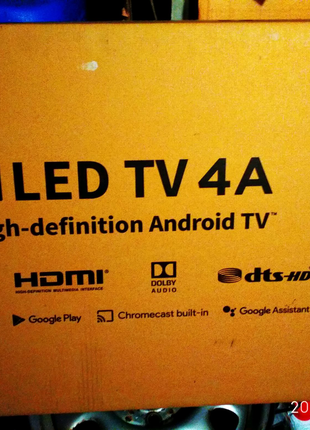 LED TV 4A
gh-definition Android TV™
HDMI®
HIGH-DEFINITION MULTIMEDIA INTERFACE
DOLBY
AUDIO
dts-HD
Google Play
Chromecast built-in
Google Assistant
20